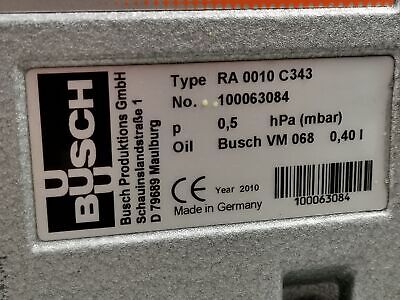 U
BUSCH
U
Busch Produktions GmbH
Schauinslandstraße 1
D 79689 Maulburg
Type RA 0010 C343
No. 100063084
p 0,5 hPa (mbar)
Oil Busch VM 068 0,40 l
CE Year 2010
Made in Germany
100063084